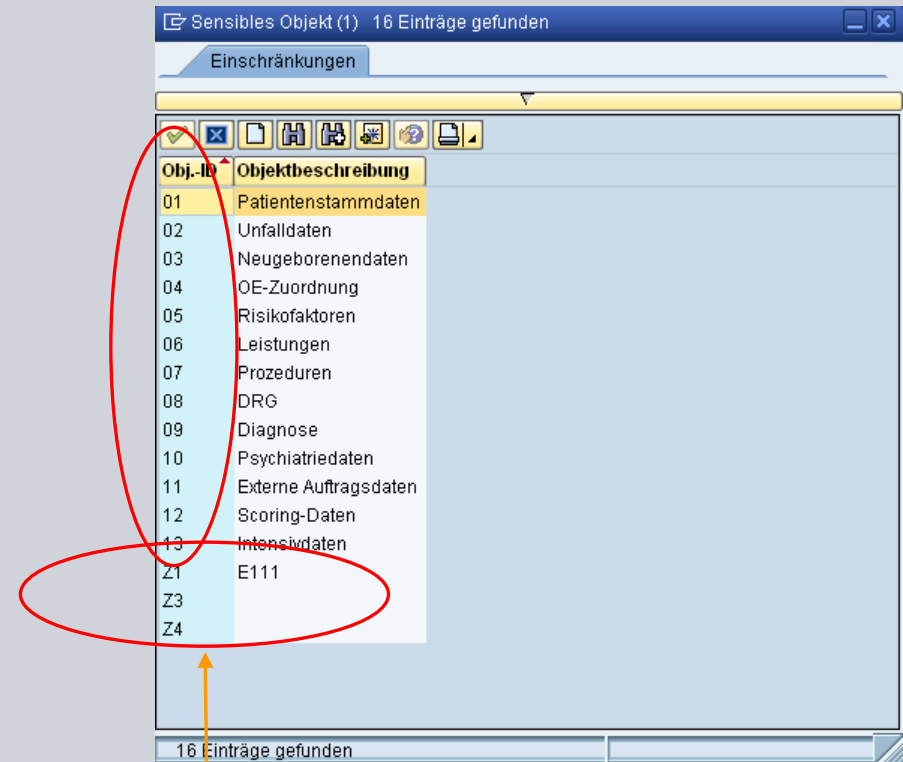 Sensibles Objekt (1) 16 Einträge gefunden
Einschränkungen
Obj.-ID Objektbeschreibung
01 Patientenstammdaten
02 Unfalldaten
03 Neugeborenendaten
04 OE-Zuordnung
05 Risikofaktoren
06 Leistungen
07 Prozeduren
08 DRG
09 Diagnose
10 Psychiatriedaten
11 Externe Auftragsdaten
12 Scoring-Daten
13 Intensivdaten
Z1 E111
Z3
Z4
16 Einträge gefunden